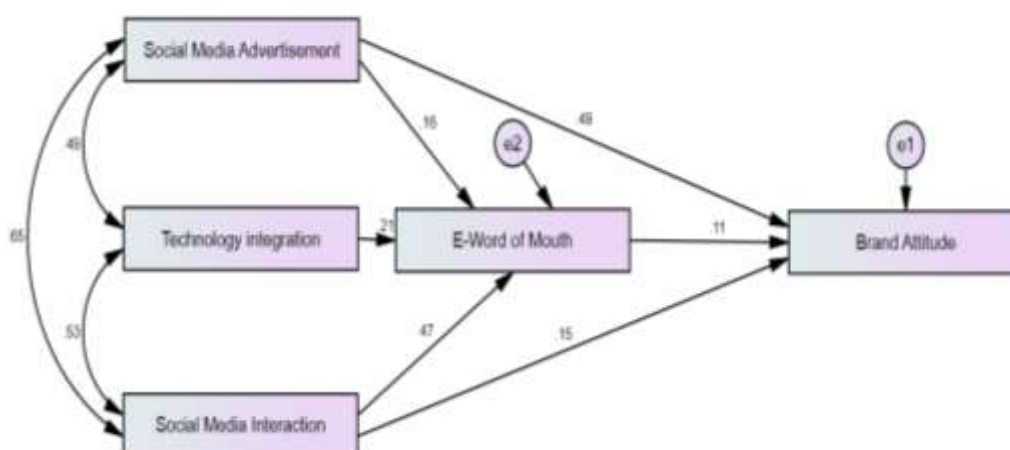 Social Media Advertisement
.16
.49
e2
e1
.49
Technology integration
.21
E-Word of Mouth
.11
Brand Attitude
.65
.53
.47
.15
Social Media Interaction